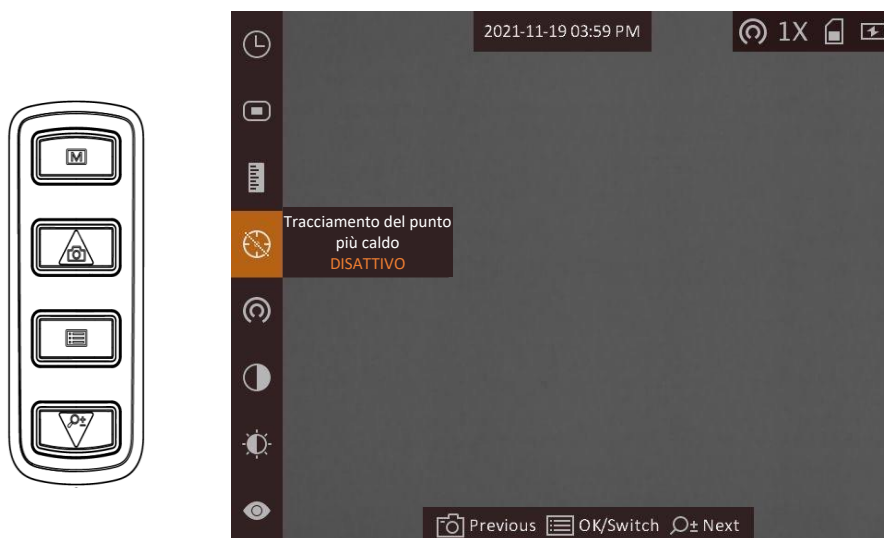 2021-11-19 03:59 PM
1X
M
Tracciamento del punto
più caldo
DISATTIVO
Previous OK/Switch ± Next